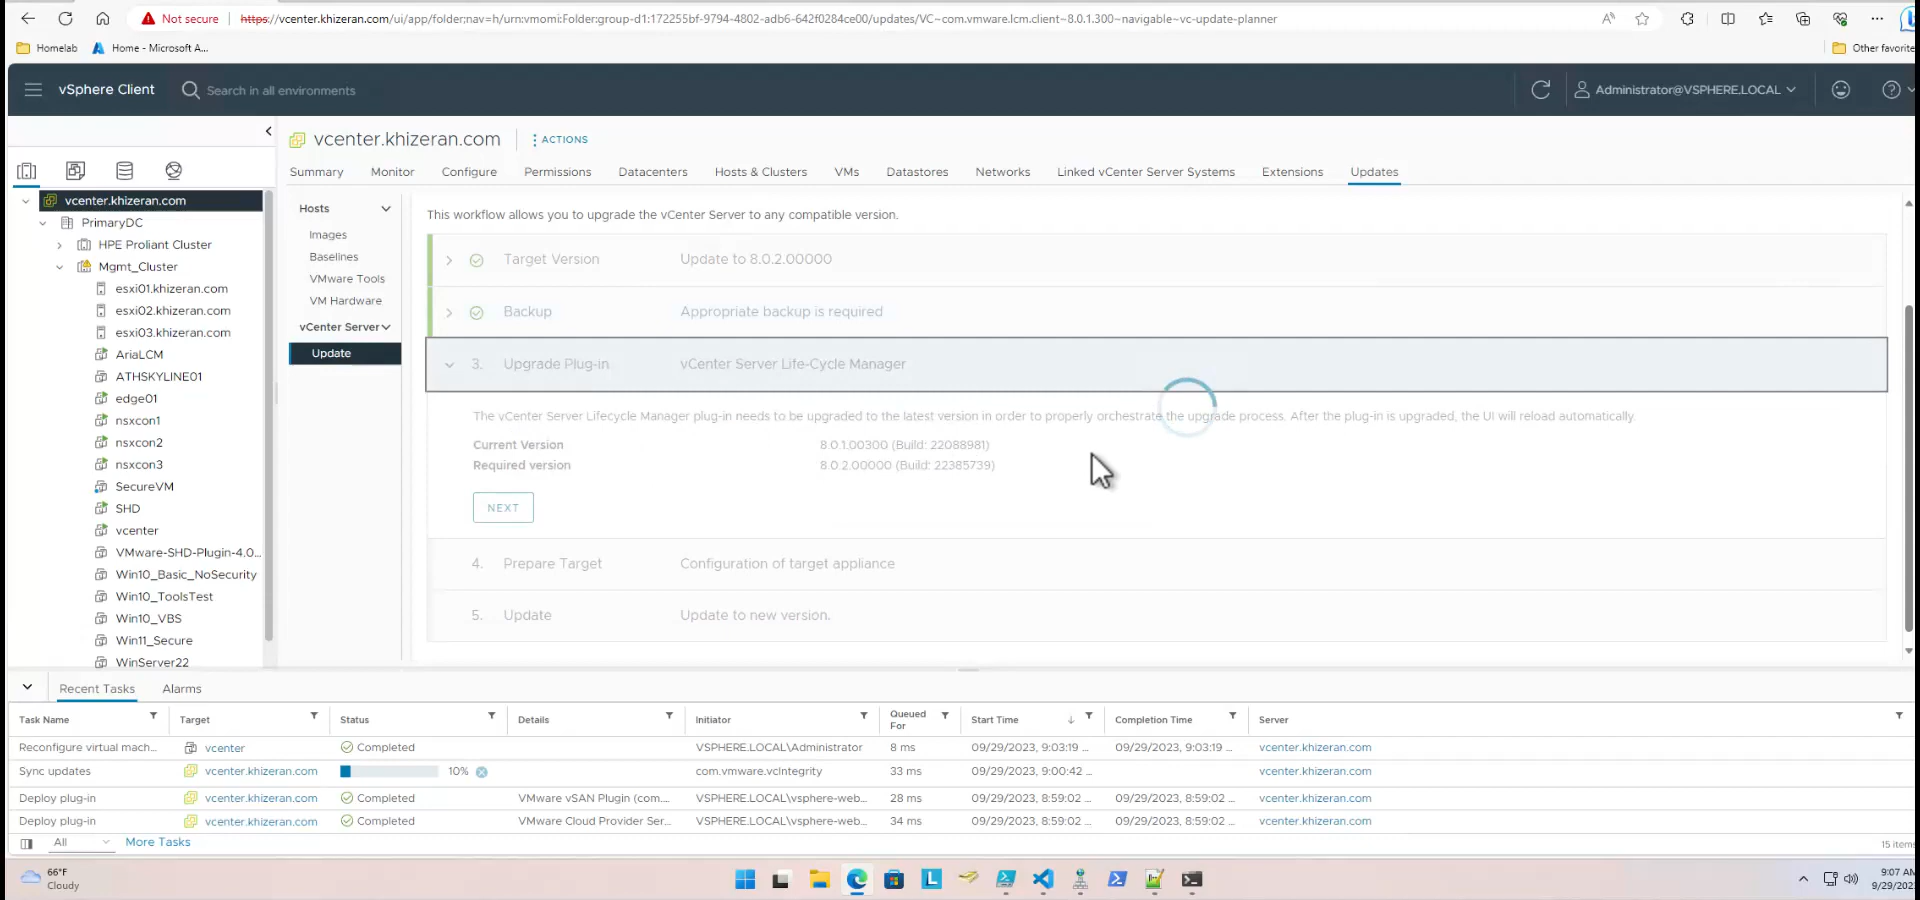 Not secure
https://vcenter.khizeran.com/ui/app/folder;nav=h/urn:vmomi:Folder:group-d1:172255bf-9794-4802-adb6-642f0284ce00/updates/VC~com.vmware.lcm.client~8.0.1.300~navigable~vc-update-planner
Homelab
Home - Microsoft A...
Other favorite
vSphere Client
Search in all environments
Administrator@VSPHERE.LOCAL
vcenter.khizeran.com
ACTIONS
Summary Monitor Configure Permissions Datacenters Hosts & Clusters VMs Datastores Networks Linked vCenter Server Systems Extensions Updates
vcenter.khizeran.com
PrimaryDC
HPE Proliant Cluster
Mgmt_Cluster
esxi01.khizeran.com
esxi02.khizeran.com
esxi03.khizeran.com
AriaLCM
ATHSKYLINE01
edge01
nsxcon1
nsxcon2
nsxcon3
SecureVM
SHD
vcenter
VMware-SHD-Plugin-4.0...
Win10_Basic_NoSecurity
Win10_ToolsTest
Win10_VBS
Win11_Secure
WinServer22
Hosts
Images
Baselines
VMware Tools
VM Hardware
vCenter Server
Update
This workflow allows you to upgrade the vCenter Server to any compatible version.
Target Version Update to 8.0.2.00000
Backup Appropriate backup is required
3. Upgrade Plug-in vCenter Server Life-Cycle Manager
The vCenter Server Lifecycle Manager plug-in needs to be upgraded to the latest version in order to properly orchestrate the upgrade process. After the plug-in is upgraded, the UI will reload automatically.
Current Version 8.0.1.00300 (Build: 22088981)
Required version 8.0.2.00000 (Build: 22385739)
NEXT
4. Prepare Target Configuration of target appliance
5. Update Update to new version.
Recent Tasks Alarms
Task Name Target Status Details Initiator Queued For Start Time Completion Time Server
Reconfigure virtual mach... vcenter Completed VSPHERE.LOCAL\Administrator 8 ms 09/29/2023, 9:03:19 ... 09/29/2023, 9:03:19 ... vcenter.khizeran.com
Sync updates vcenter.khizeran.com 10% com.vmware.vcIntegrity 33 ms 09/29/2023, 9:00:42 ... vcenter.khizeran.com
Deploy plug-in vcenter.khizeran.com Completed VMware vSAN Plugin (com.... VSPHERE.LOCAL\vsphere-web... 28 ms 09/29/2023, 8:59:02 ... 09/29/2023, 8:59:02 ... vcenter.khizeran.com
Deploy plug-in vcenter.khizeran.com Completed VMware Cloud Provider Ser... VSPHERE.LOCAL\vsphere-web... 34 ms 09/29/2023, 8:59:02 ... 09/29/2023, 8:59:02 ... vcenter.khizeran.com
All More Tasks
15 items
66°F
Cloudy
9:07 AM
9/29/2023